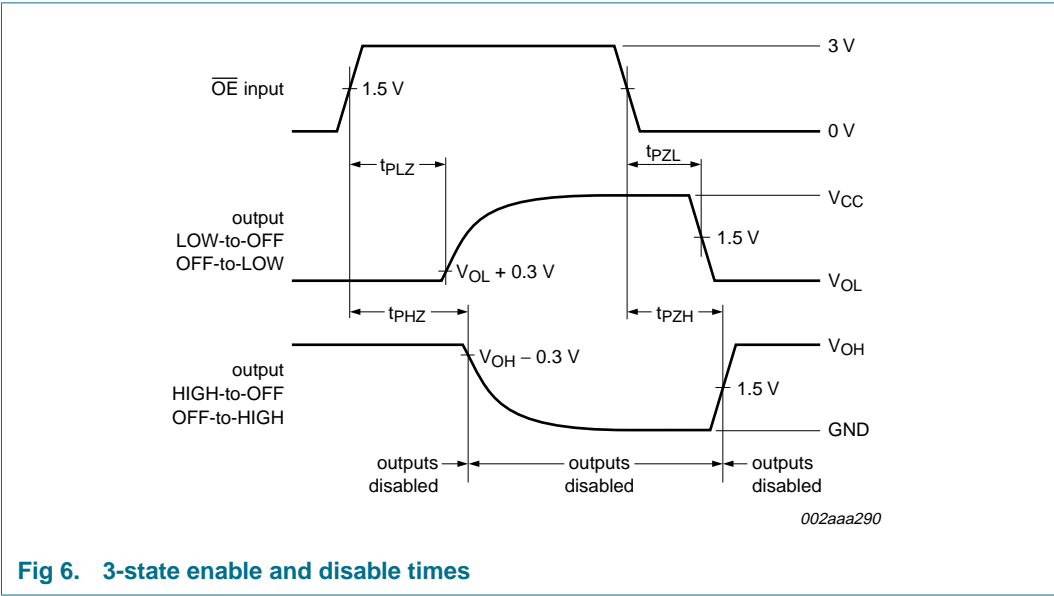 3 V
OE input
1.5 V
0 V
tPLZ
tPZL
VCC
output
LOW-to-OFF
OFF-to-LOW
1.5 V
VOL + 0.3 V
VOL
tPHZ
tPZH
VOH
VOH − 0.3 V
output
HIGH-to-OFF
OFF-to-HIGH
1.5 V
GND
outputs
disabled
outputs
disabled
outputs
disabled
002aaa290
Fig 6. 3-state enable and disable times